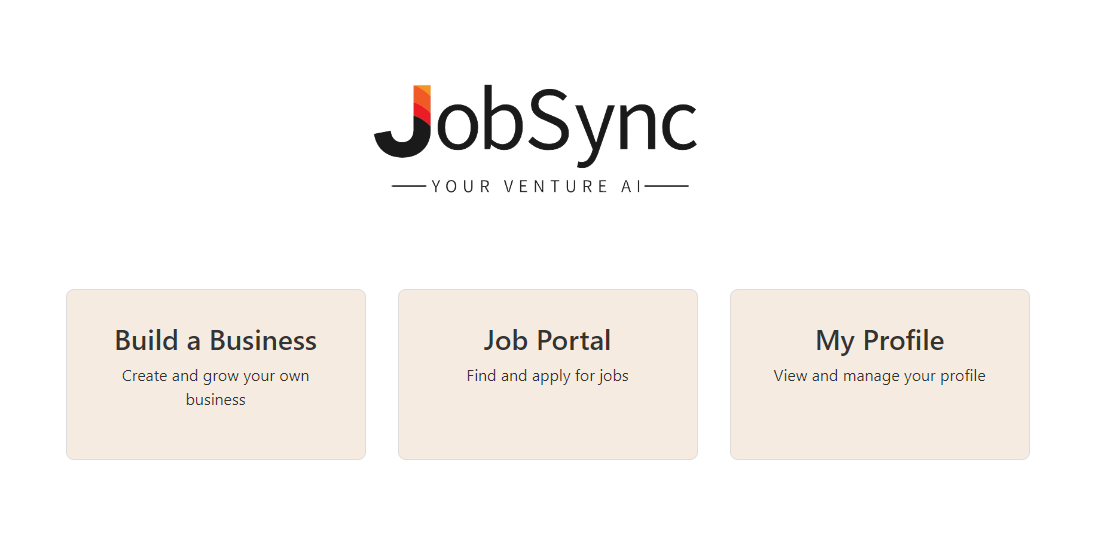 JobSync
YOUR VENTURE AI
Build a Business
Create and grow your own
business
Job Portal
Find and apply for jobs
My Profile
View and manage your profile